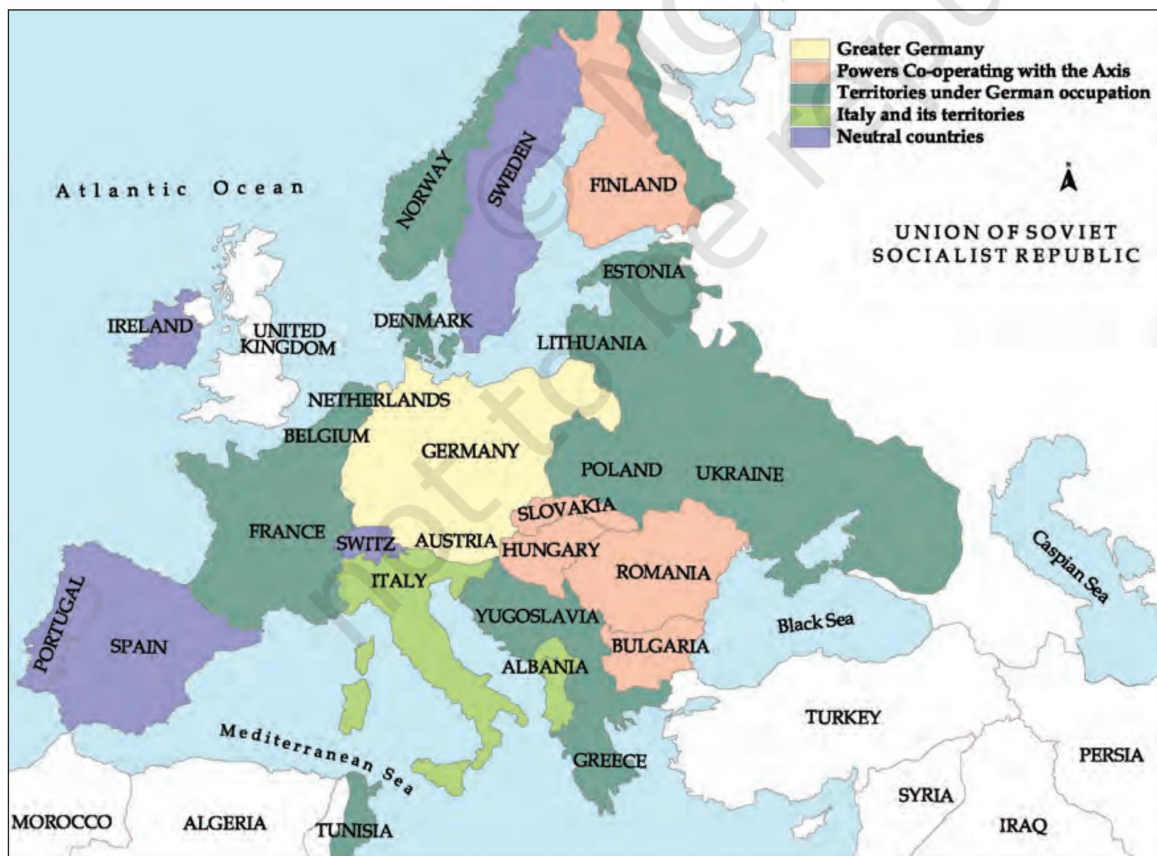 Greater Germany
Powers Co-operating with the Axis
Territories under German occupation
Italy and its territories
Neutral countries
N
Atlantic Ocean
NORWAY
SWEDEN
FINLAND
UNION OF SOVIET
SOCIALIST REPUBLIC
ESTONIA
IRELAND
UNITED
KINGDOM
DENMARK
LITHUANIA
NETHERLANDS
BELGIUM
GERMANY
POLAND
UKRAINE
SLOVAKIA
FRANCE
SWITZ
AUSTRIA
HUNGARY
ITALY
ROMANIA
Caspian Sea
PORTUGAL
SPAIN
YUGOSLAVIA
Black Sea
BULGARIA
ALBANIA
TURKEY
Mediterranean Sea
GREECE
PERSIA
SYRIA
MOROCCO
ALGERIA
TUNISIA
IRAQ
not to be